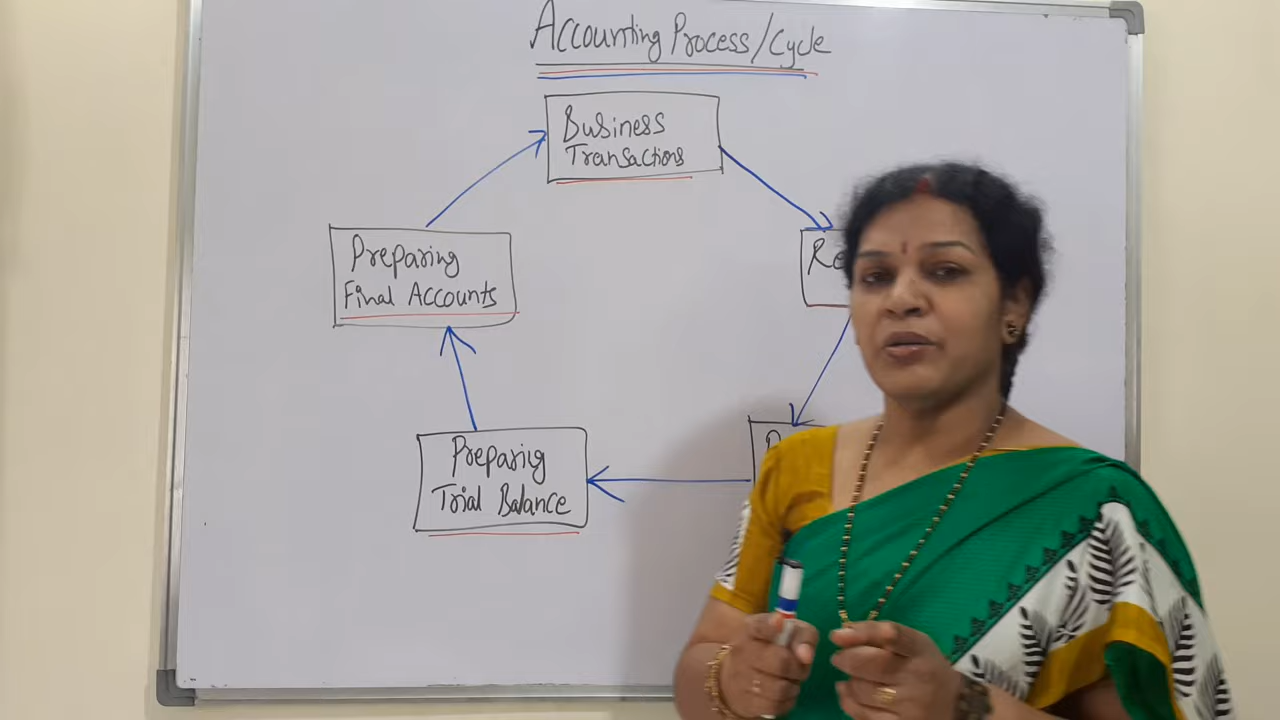 Accounting Process/Cycle
Business
Transactions
Preparing
Final Accounts
Preparing
Trial Balance